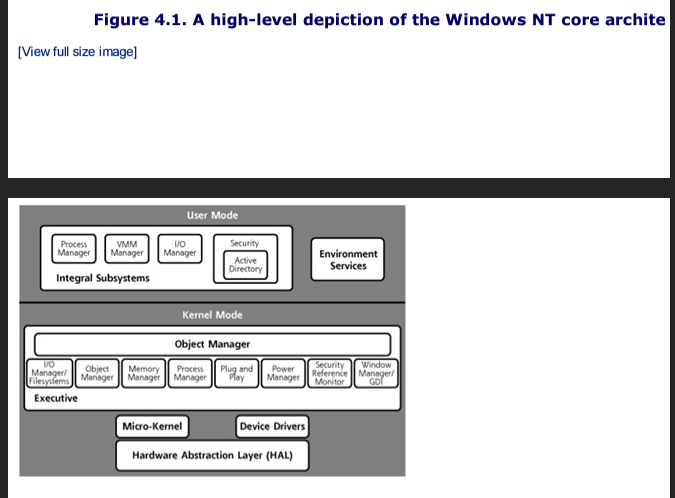 Figure 4.1. A high-level depiction of the Windows NT core archite
[View full size image]
User Mode
Process
Manager
VMM
Manager
I/O
Manager
Security
Active
Directory
Integral Subsystems
Environment
Services
Kernel Mode
Object Manager
I/O
Manager/
Filesystems
Object
Manager
Memory
Manager
Process
Manager
Plug and
Play
Power
Manager
Security
Reference
Monitor
Window
Manager/
GDI
Executive
Micro-Kernel
Device Drivers
Hardware Abstraction Layer (HAL)